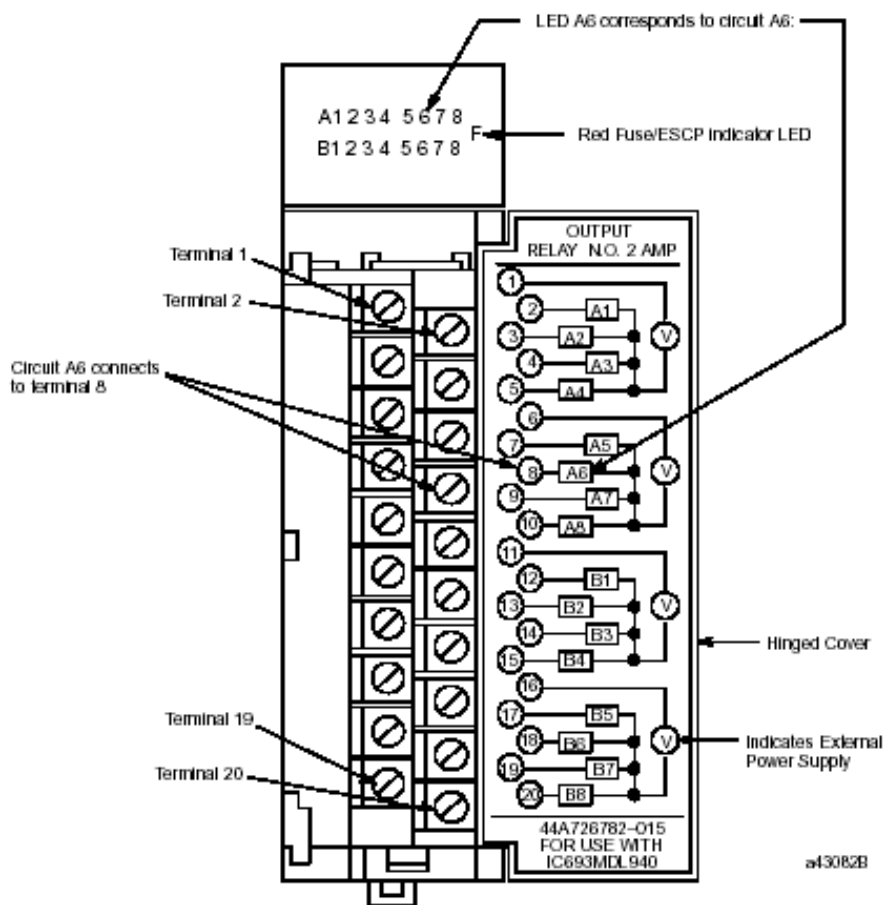 LED A6 corresponds to circuit A6:
A1 2 3 4 5 6 7 8
F
B1 2 3 4 5 6 7 8
Red Fuse/ESCP indicator LED
OUTPUT
RELAY N.O. 2 AMP
Terminal 1
Terminal 2
Circuit A6 connects
to terminal 8
1
2 A1
3 A2 V
4 A3
5 A4
6
7 A5
8 A6 V
9 A7
10 A8
11
12 B1
13 B2 V
14 B3
15 B4
16
17 B5
18 B6 V
19 B7
20 B8
Hinged Cover
Indicates External
Power Supply
Terminal 19
Terminal 20
44A726782-015
FOR USE WITH
IC693MDL940
a43082B